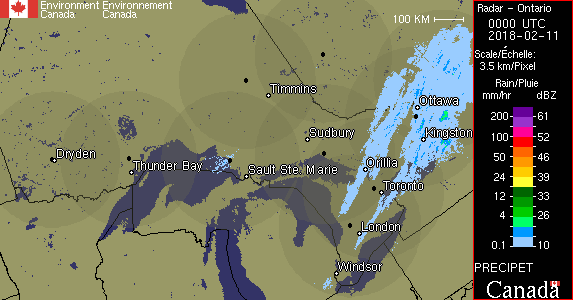 Environment Environnement
Canada Canada
100 KM
Timmins
Ottawa
Sudbury
Kingston
Dryden
Thunder Bay
Sault Ste. Marie
Orillia
Toronto
London
Windsor
Radar - Ontario
0000 UTC
2018-02-11
Scale/Échelle:
3.5 km/Pixel
Rain/Pluie
mm/hr dBZ
200 61
100 52
50 46
24 39
12 33
4 26
0.1 10
PRECIPET
Canada